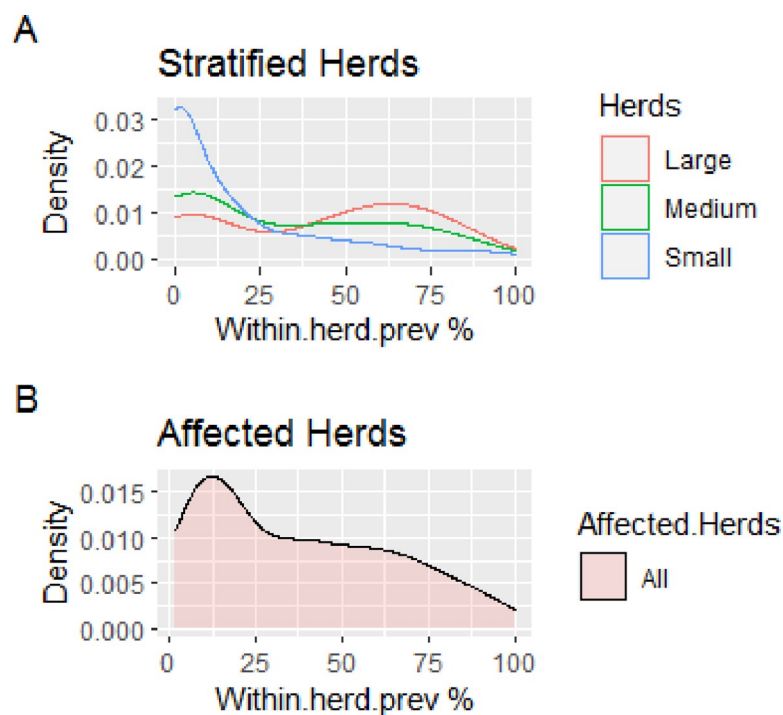 A
Stratified Herds
Density
0.03
0.02
0.01
0.00
0 25 50 75 100
Within.herd.prev %
Herds
Large
Medium
Small
B
Affected Herds
Density
0.015
0.010
0.005
0.000
0 25 50 75 100
Within.herd.prev %
Affected.Herds
All